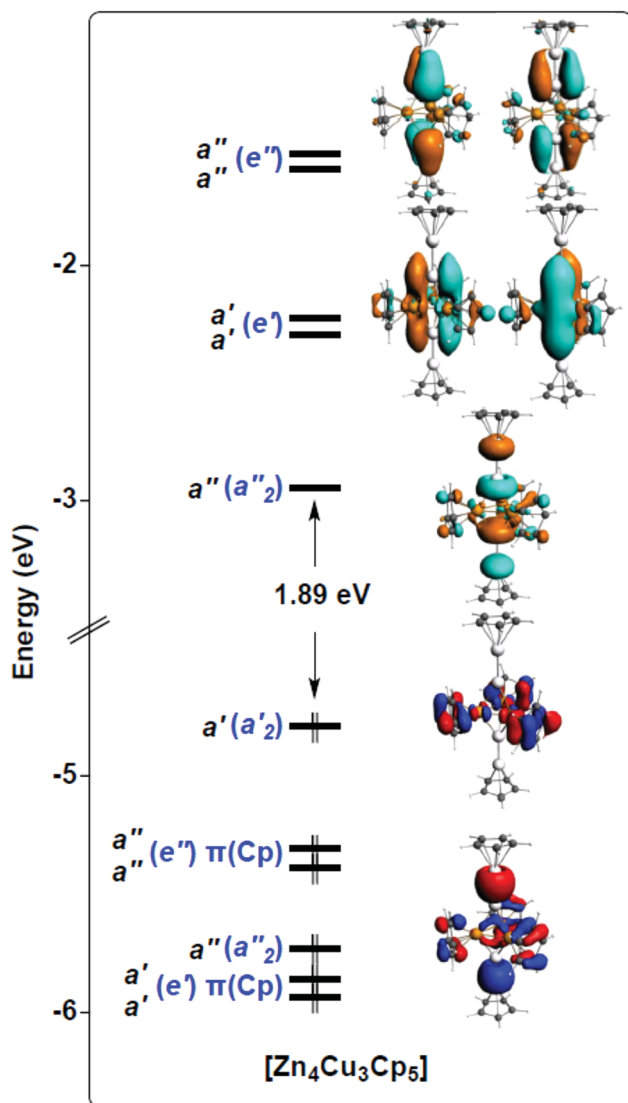 a″ (e″)
a″
-2
a′ (e′)
a′
a″ (a″₂)
-3
1.89 eV
Energy (eV)
a′ (a′₂)
-5
a″ (e″) π(Cp)
a″
a″ (a″₂)
a′ (e′) π(Cp)
a′
-6
[Zn₄Cu₃Cp₅]